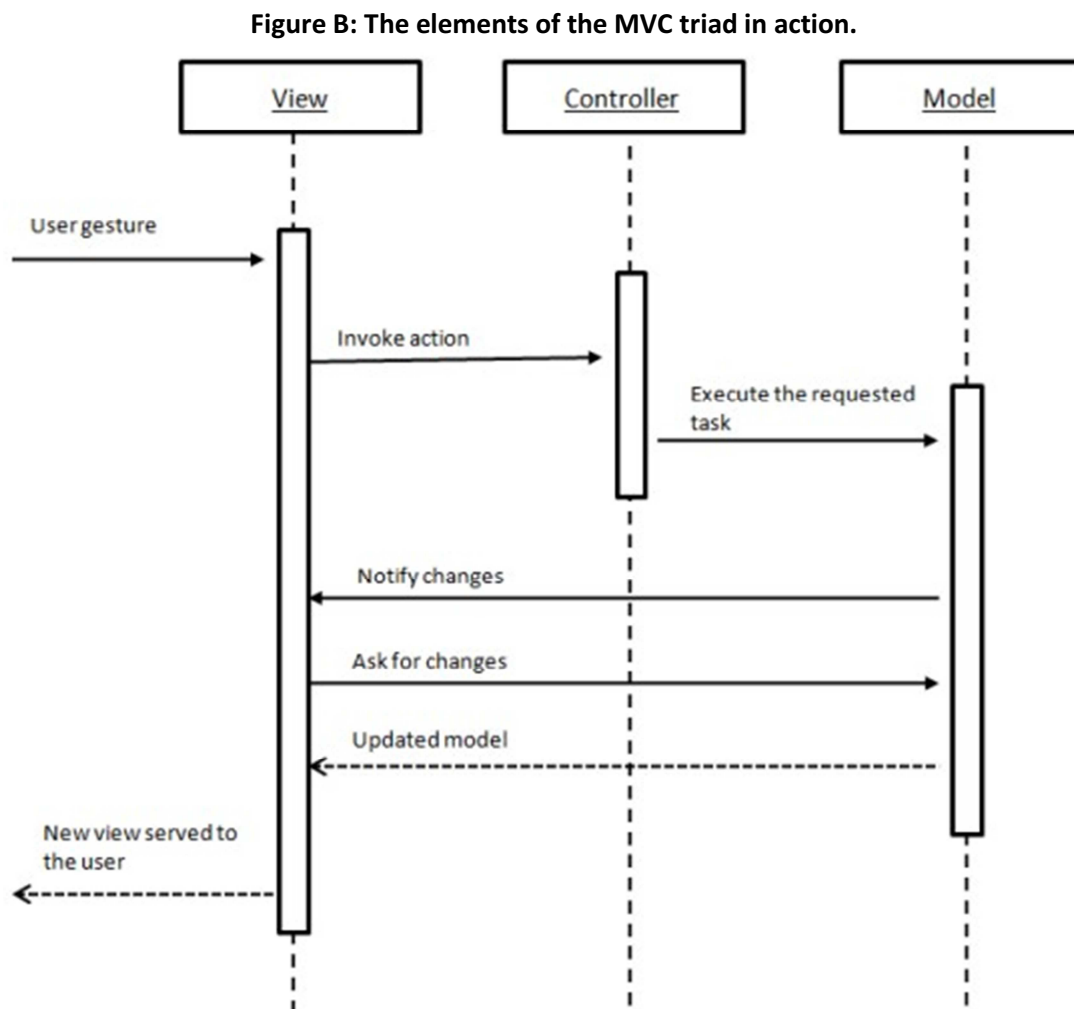 Figure B: The elements of the MVC triad in action.
View
Controller
Model
User gesture
Invoke action
Execute the requested
task
Notify changes
Ask for changes
Updated model
New view served to
the user